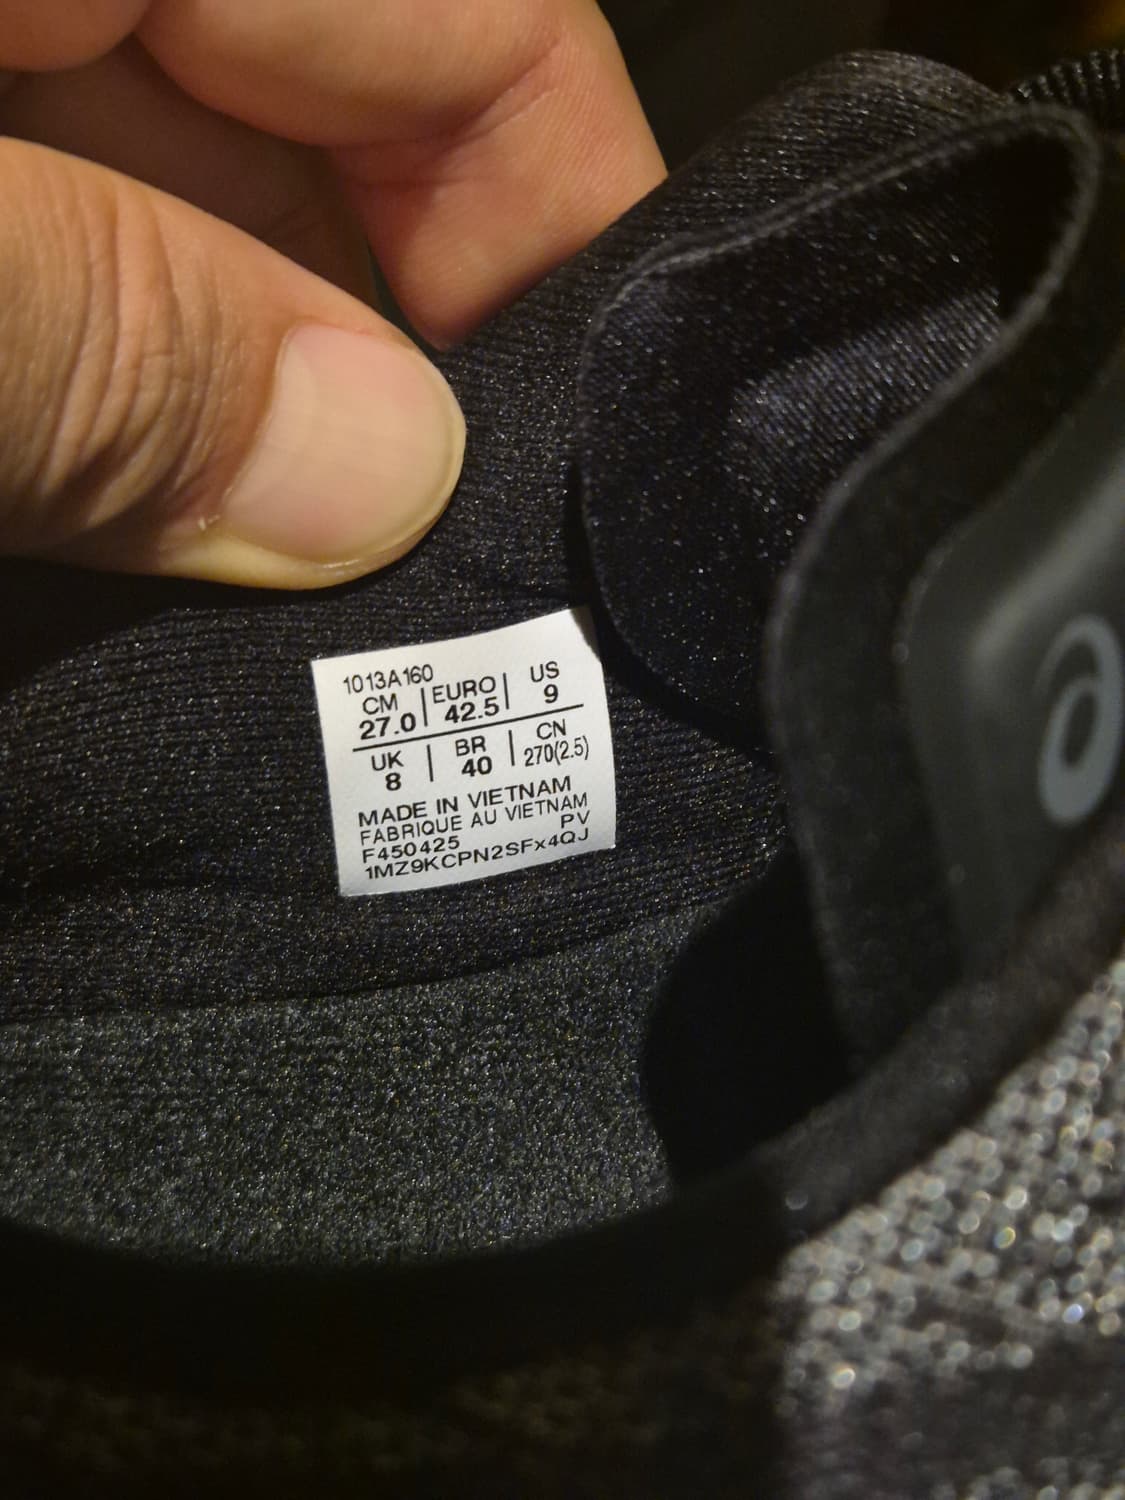 1013A160
CM | EURO | US
27.0 | 42.5 | 9
UK | BR | CN
8 | 40 | 270(2.5)
MADE IN VIETNAM
FABRIQUE AU VIETNAM
F450425 PV
1MZ9KCPN2SFx4QJ